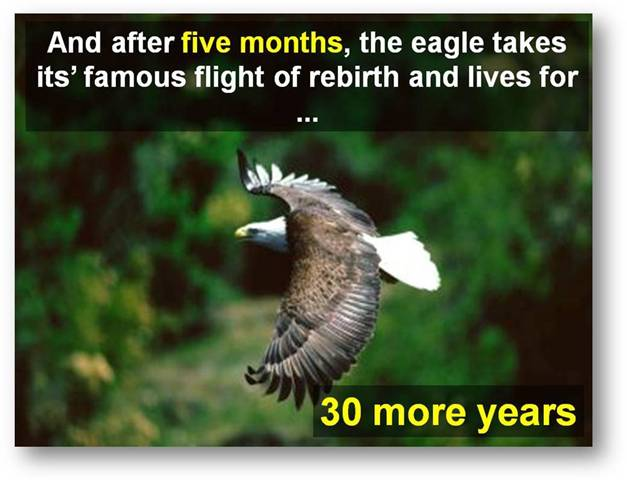 And after five months, the eagle takes
its’ famous flight of rebirth and lives for
...
30 more years